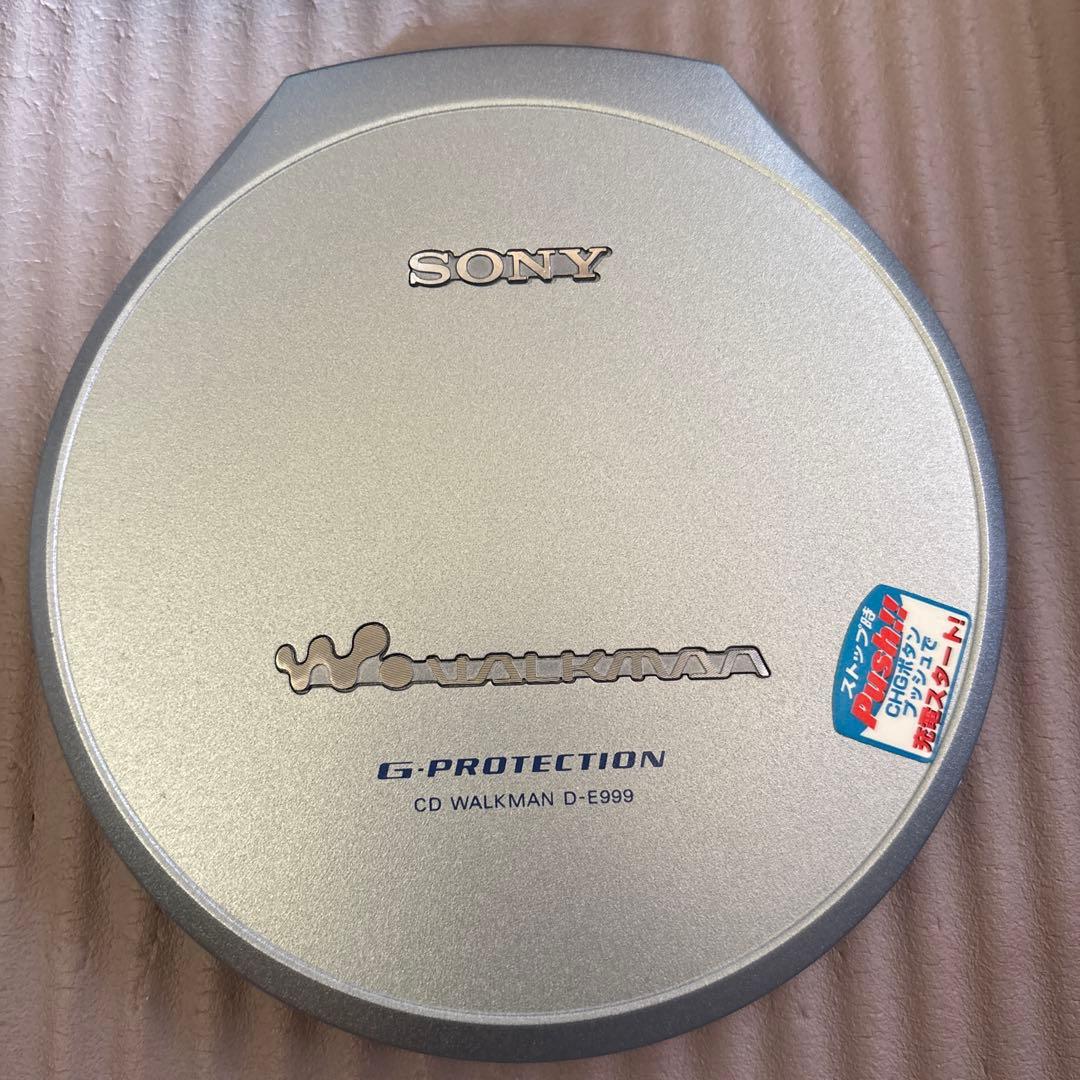 SONY
W. WALKMAN
G·PROTECTION
CD WALKMAN D-E999
ストップ時
Push!!
CHGボタン
プッシュで
充電スタート!